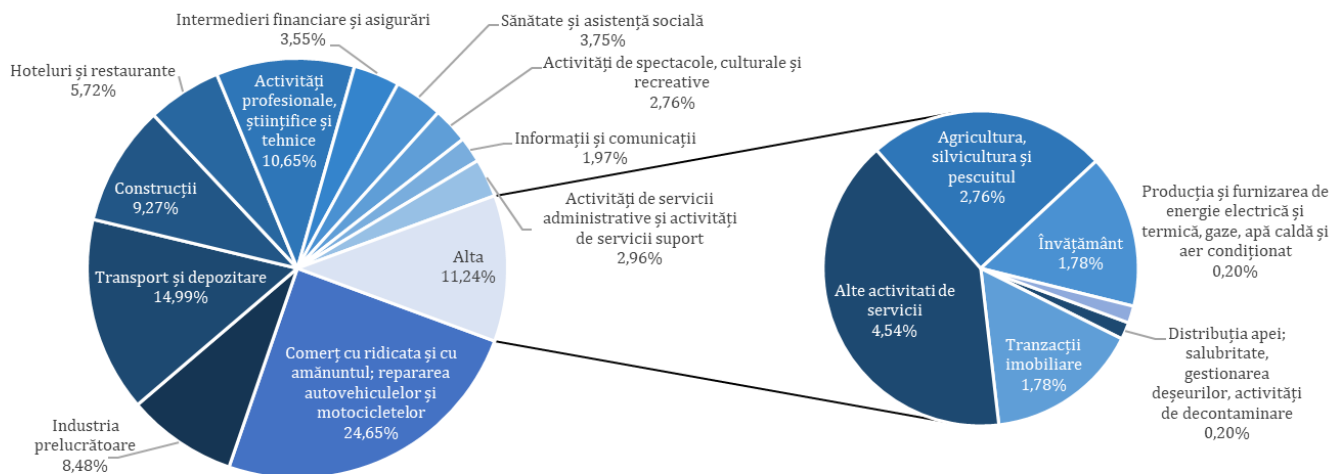 Intermedieri financiare și asigurări
3,55%
Sănătate și asistență socială
3,75%
Hoteluri și restaurante
5,72%
Activități de spectacole, culturale și
recreative
2,76%
Activități
profesionale,
științifice și
tehnice
10,65%
Informații și comunicații
1,97%
Construcții
9,27%
Activități de servicii
administrative și activități
de servicii suport
2,96%
Transport și depozitare
14,99%
Alta
11,24%
Comerț cu ridicata și cu
amănuntul; repararea
autovehiculelor și
motocicletelor
24,65%
Industria
prelucrătoare
8,48%
Agricultura,
silvicultura și
pescuitul
2,76%
Producția și furnizarea de
energie electrică și
termică, gaze, apă caldă și
aer condiționat
0,20%
Învățământ
1,78%
Alte activitati de
servicii
4,54%
Tranzacții
imobiliare
1,78%
Distribuția apei;
salubritate,
gestionarea
deșeurilor, activități
de decontaminare
0,20%